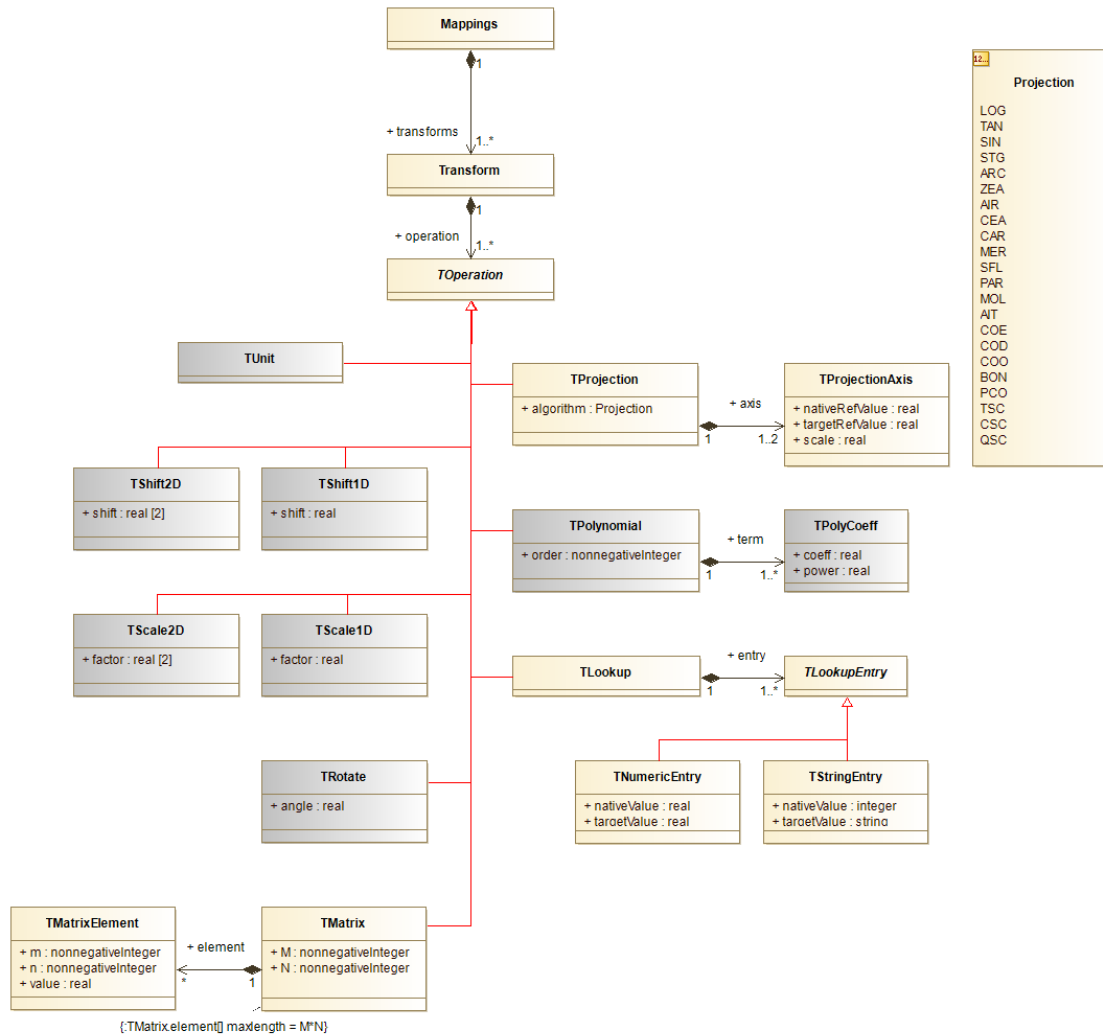 Mappings
1
+ transforms
1..*
Transform
1
+ operation
1..*
TOperation
12...
Projection
LOG
TAN
SIN
STG
ARC
ZEA
AIR
CEA
CAR
MER
SFL
PAR
MOL
AIT
COE
COD
COO
BON
PCO
TSC
CSC
QSC
TUnit
TProjection
+ algorithm : Projection
+ axis
1
1..2
TProjectionAxis
+ nativeRefValue : real
+ targetRefValue : real
+ scale : real
TShift2D
+ shift : real [2]
TShift1D
+ shift : real
TPolynomial
+ order : nonnegativeInteger
+ term
1
1..*
TPolyCoeff
+ coeff : real
+ power : real
TScale2D
+ factor : real [2]
TScale1D
+ factor : real
TLookup
+ entry
1
1..*
TLookupEntry
TRotate
+ angle : real
TNumericEntry
+ nativeValue : real
+ targetValue : real
TStringEntry
+ nativeValue : integer
+ targetValue : string
TMatrixElement
+ m : nonnegativeInteger
+ n : nonnegativeInteger
+ value : real
+ element
*
1
TMatrix
+ M : nonnegativeInteger
+ N : nonnegativeInteger
{:TMatrix.element[] maxlength = M*N}